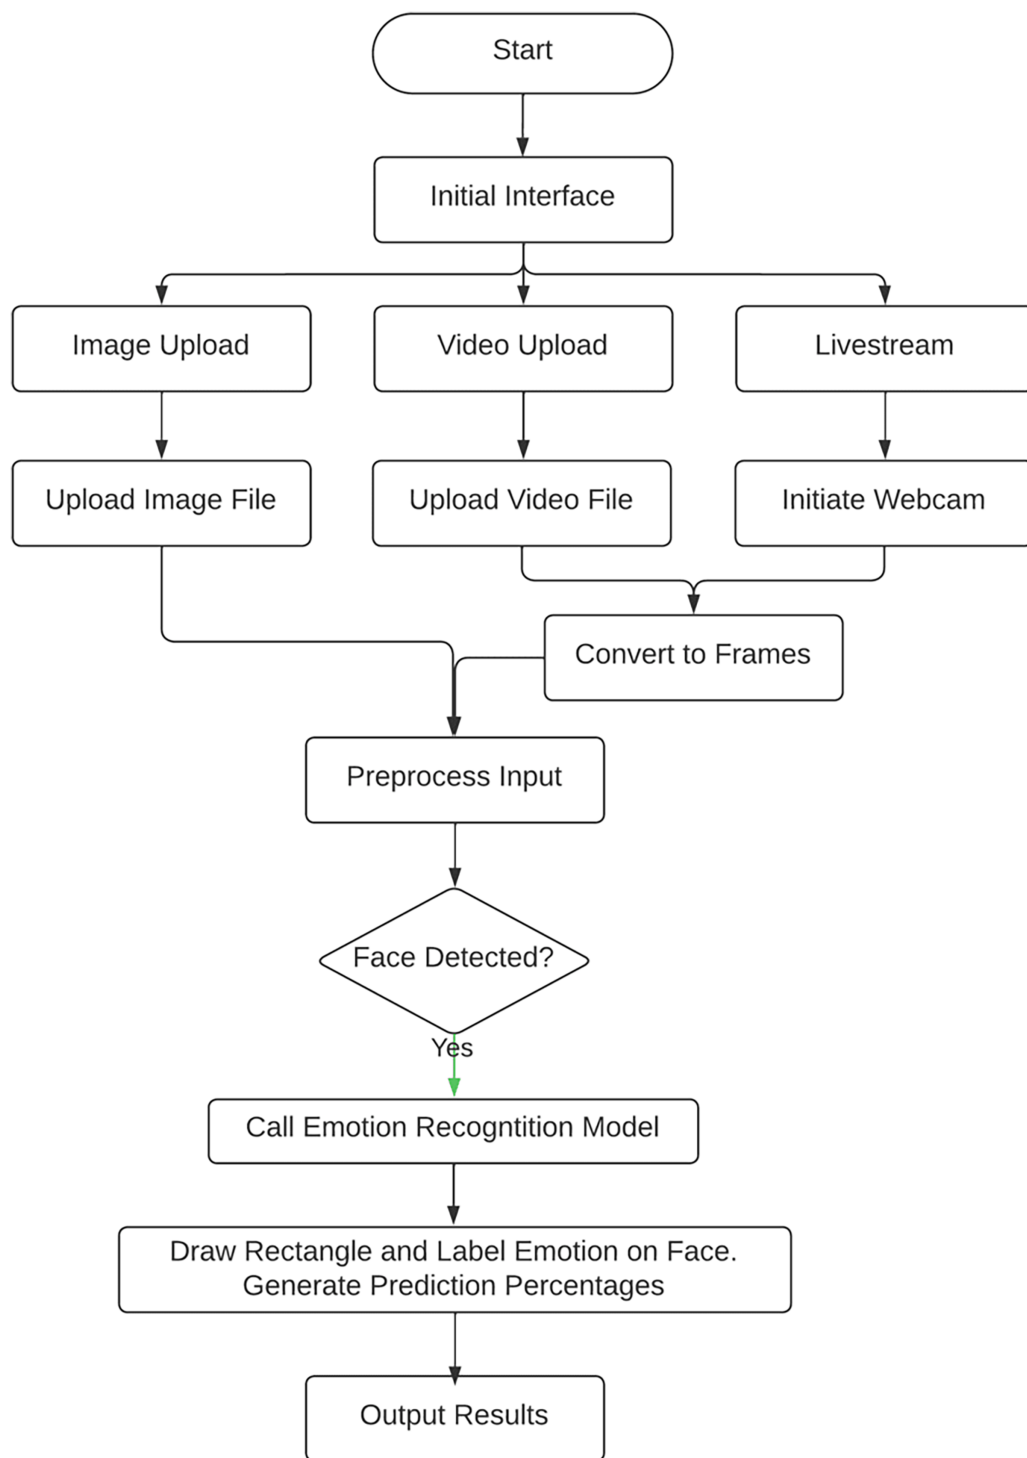 Start
Initial Interface
Image Upload
Video Upload
Livestream
Upload Image File
Upload Video File
Initiate Webcam
Convert to Frames
Preprocess Input
Face Detected?
Yes
Call Emotion Recogntition Model
Draw Rectangle and Label Emotion on Face.
Generate Prediction Percentages
Output Results